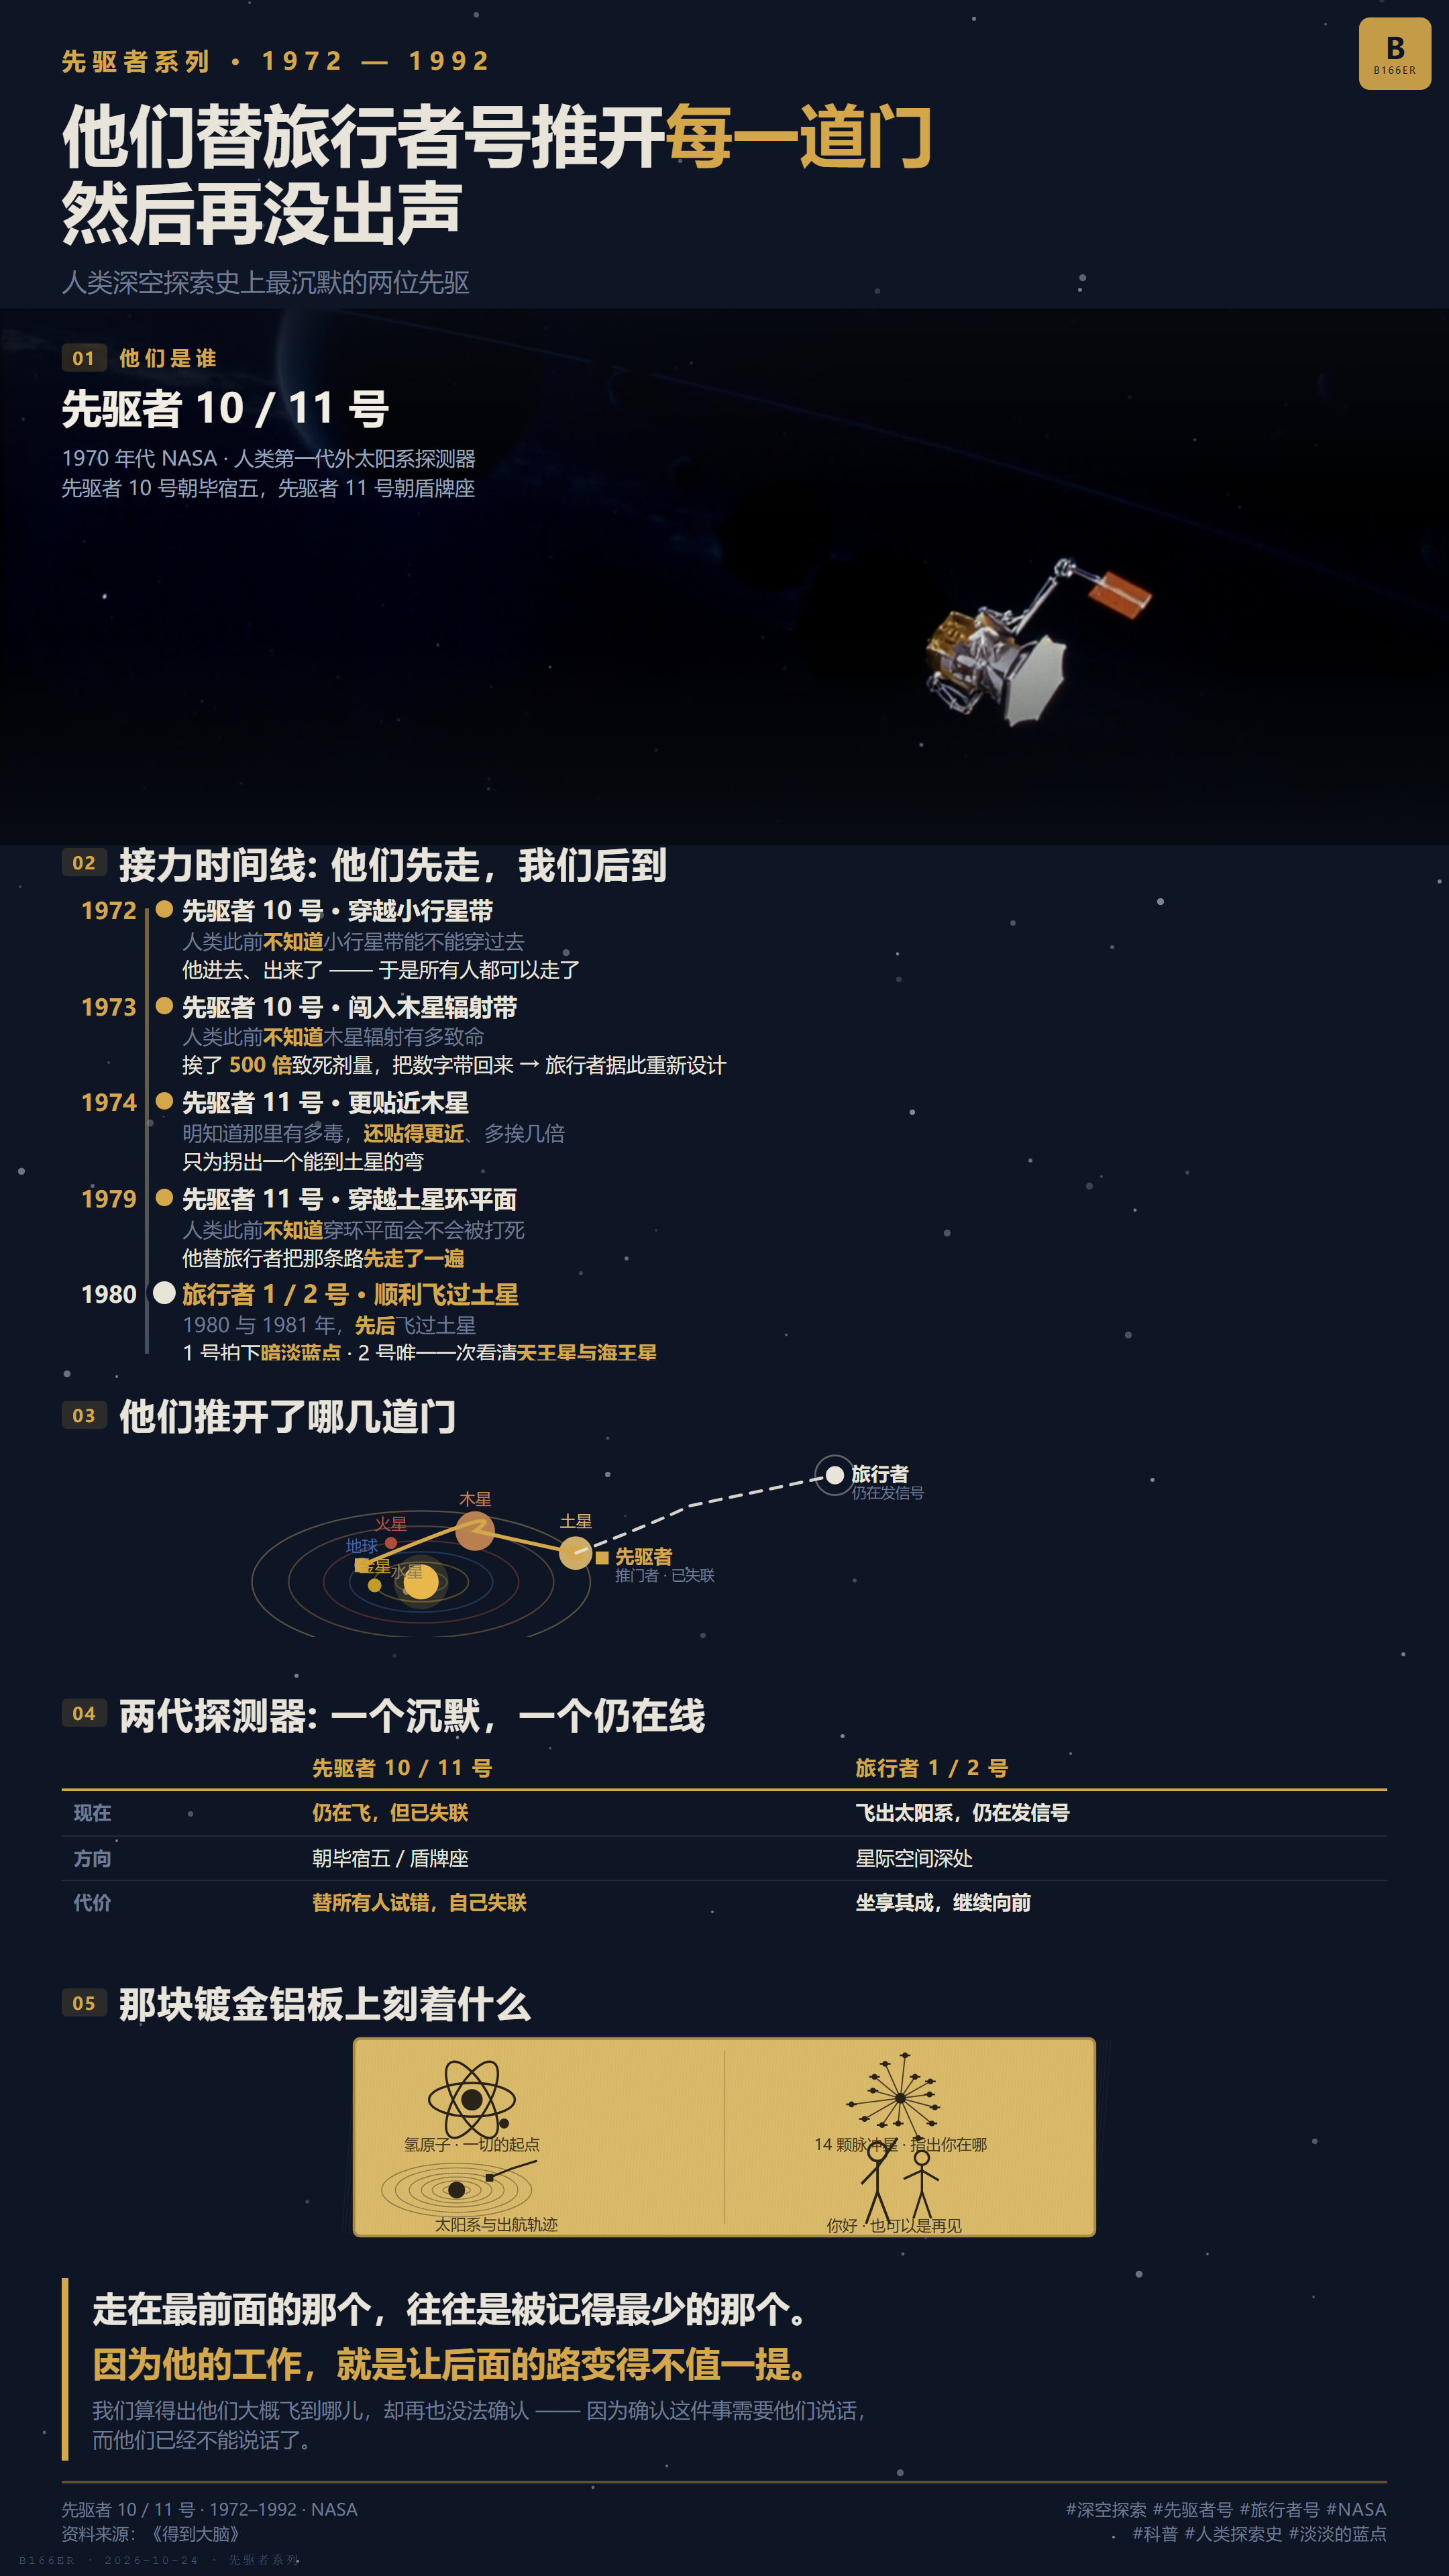 先驱者系列 • 1972 — 1992
B
B166ER
他们替旅行者号推开每一道门
然后再没出声
人类深空探索史上最沉默的两位先驱
01 他们是谁
先驱者 10 / 11 号
1970 年代 NASA · 人类第一代外太阳系探测器
先驱者 10 号朝毕宿五，先驱者 11 号朝盾牌座
02 接力时间线: 他们先走，我们后到
1972 先驱者 10 号 • 穿越小行星带
人类此前不知道小行星带能不能穿过去
他进去、出来了 —— 于是所有人都可以走了
1973 先驱者 10 号 • 闯入木星辐射带
人类此前不知道木星辐射有多致命
挨了 500 倍致死剂量，把数字带回来 → 旅行者据此重新设计
1974 先驱者 11 号 • 更贴近木星
明知道那里有多毒，还贴得更近、多挨几倍
只为拐出一个能到土星的弯
1979 先驱者 11 号 • 穿越土星环平面
人类此前不知道穿环平面会不会被打死
他替旅行者把那条路先走了一遍
1980 旅行者 1 / 2 号 • 顺利飞过土星
1980 与 1981 年，先后飞过土星
1 号拍下暗淡蓝点 · 2 号唯一一次看清天王星与海王星
03 他们推开了哪几道门
旅行者
仍在发信号
木星
土星
火星
地球
先驱者
金星
水星
推门者 · 已失联
04 两代探测器: 一个沉默，一个仍在线
先驱者 10 / 11 号 旅行者 1 / 2 号
现在 仍在飞，但已失联 飞出太阳系，仍在发信号
方向 朝毕宿五 / 盾牌座 星际空间深处
代价 替所有人试错，自己失联 坐享其成，继续向前
05 那块镀金铝板上刻着什么
氢原子 · 一切的起点
14 颗脉冲星 · 指出你在哪
太阳系与出航轨迹
你好 · 也可以是再见
走在最前面的那个，往往是被记得最少的那个。
因为他的工作，就是让后面的路变得不值一提。
我们算得出他们大概飞到哪儿，却再也没法确认 —— 因为确认这件事需要他们说话，
而他们已经不能说话了。
先驱者 10 / 11 号 · 1972–1992 · NASA
资料来源：《得到大脑》
#深空探索 #先驱者号 #旅行者号 #NASA
#科普 #人类探索史 #淡淡的蓝点
B166ER · 2026-10-24 · 先驱者系列